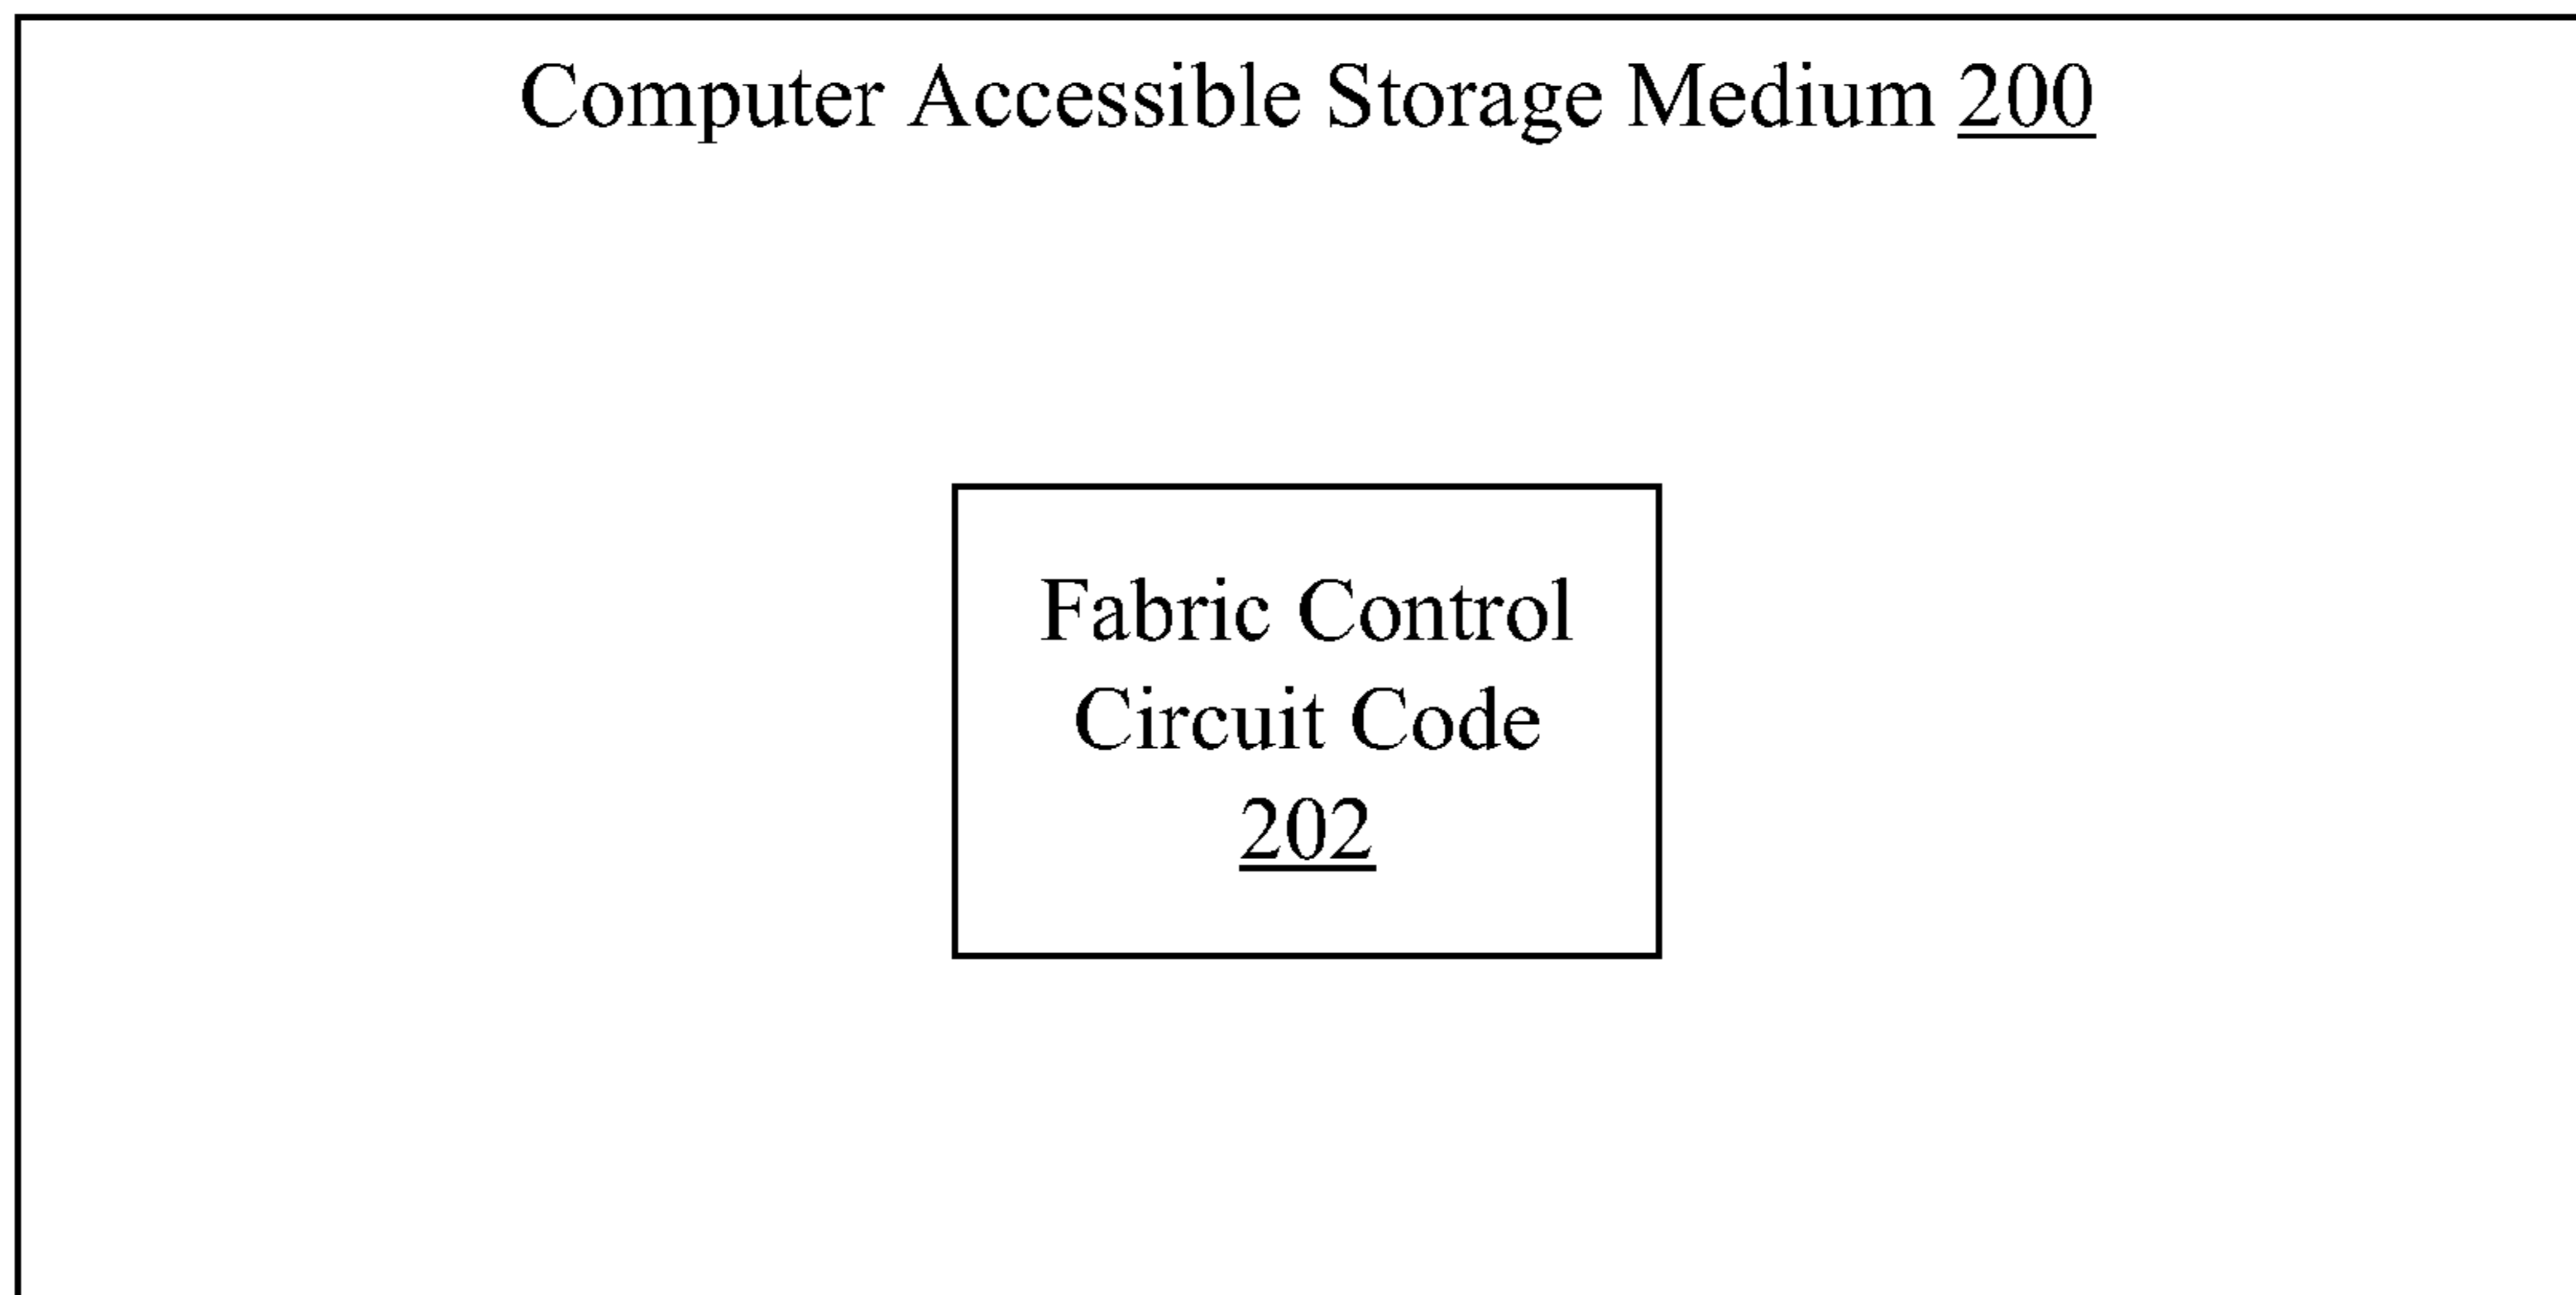 Computer Accessible Storage Medium 200
Fabric Control
Circuit Code
202